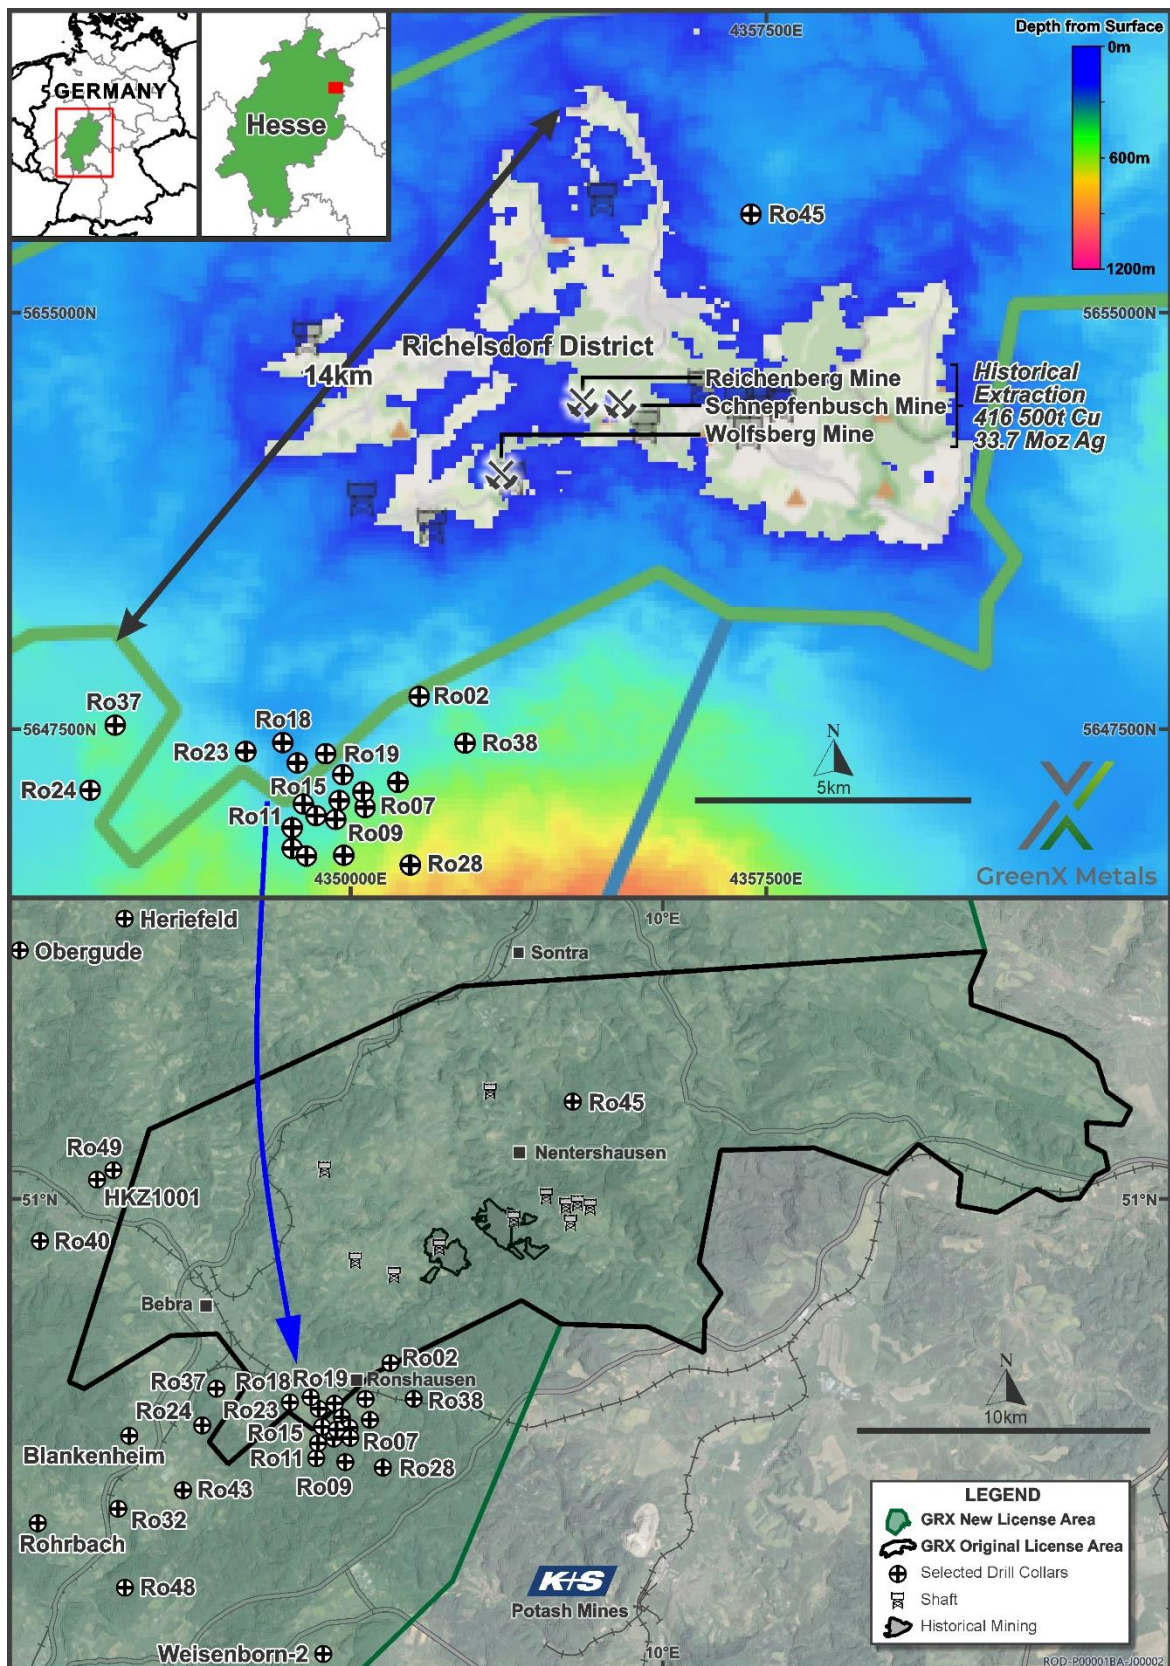 GERMANY
Hesse
4357500E
Depth from Surface
0m
600m
1200m
Ro45
5655000N
5655000N
Richelsdorf District
14km
Reichenberg Mine
Schnepfenbusch Mine
Wolfsberg Mine
Historical
Extraction
416 500t Cu
33.7 Moz Ag
Ro37
Ro02
5647500N
Ro18
5647500N
Ro23
Ro19
Ro38
N
Ro24
Ro15
5km
Ro07
Ro11
Ro09
Ro28
4350000E
4357500E
GreenX Metals
Heriefeld
10°E
Obergude
Sontra
Ro45
Ro49
Nentershausen
HKZ1001
51°N
51°N
Ro40
Bebra
Ro02
Ro37
Ro18
Ro19
Ronshausen
N
Ro23
Ro38
Ro24
10km
Ro15
Blankenheim
Ro07
Ro11
Ro28
Ro09
Ro43
Ro32
Rohrbach
LEGEND
GRX New License Area
GRX Original License Area
Selected Drill Collars
Shaft
Historical Mining
K+S
Potash Mines
Ro48
Weisenborn-2
10°E
ROD-P00001BA-J00002